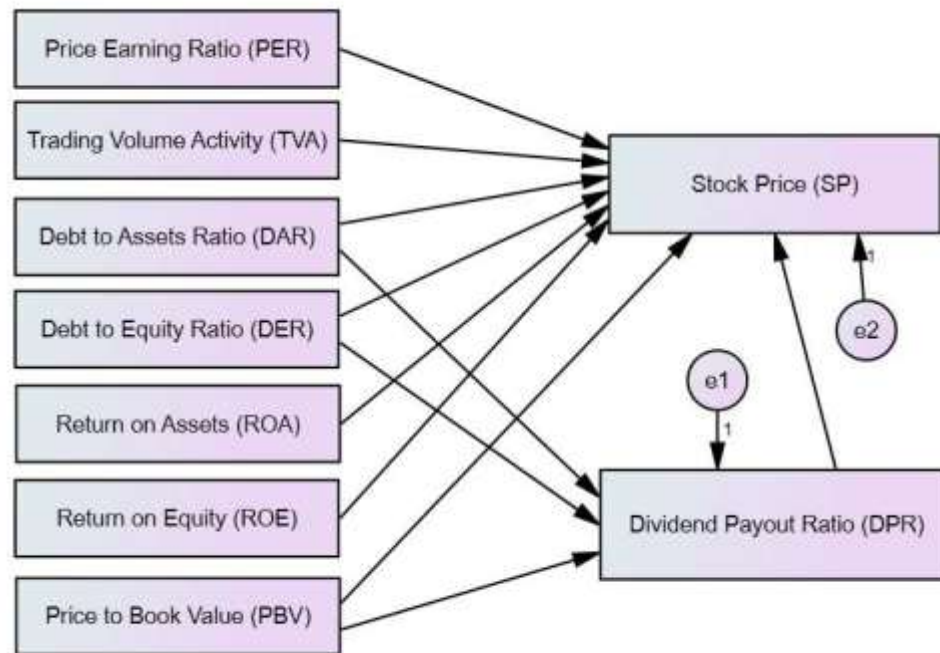 Price Earning Ratio (PER)
Trading Volume Activity (TVA)
Debt to Assets Ratio (DAR)
Debt to Equity Ratio (DER)
Return on Assets (ROA)
Return on Equity (ROE)
Price to Book Value (PBV)
Stock Price (SP)
1
e2
e1
1
Dividend Payout Ratio (DPR)